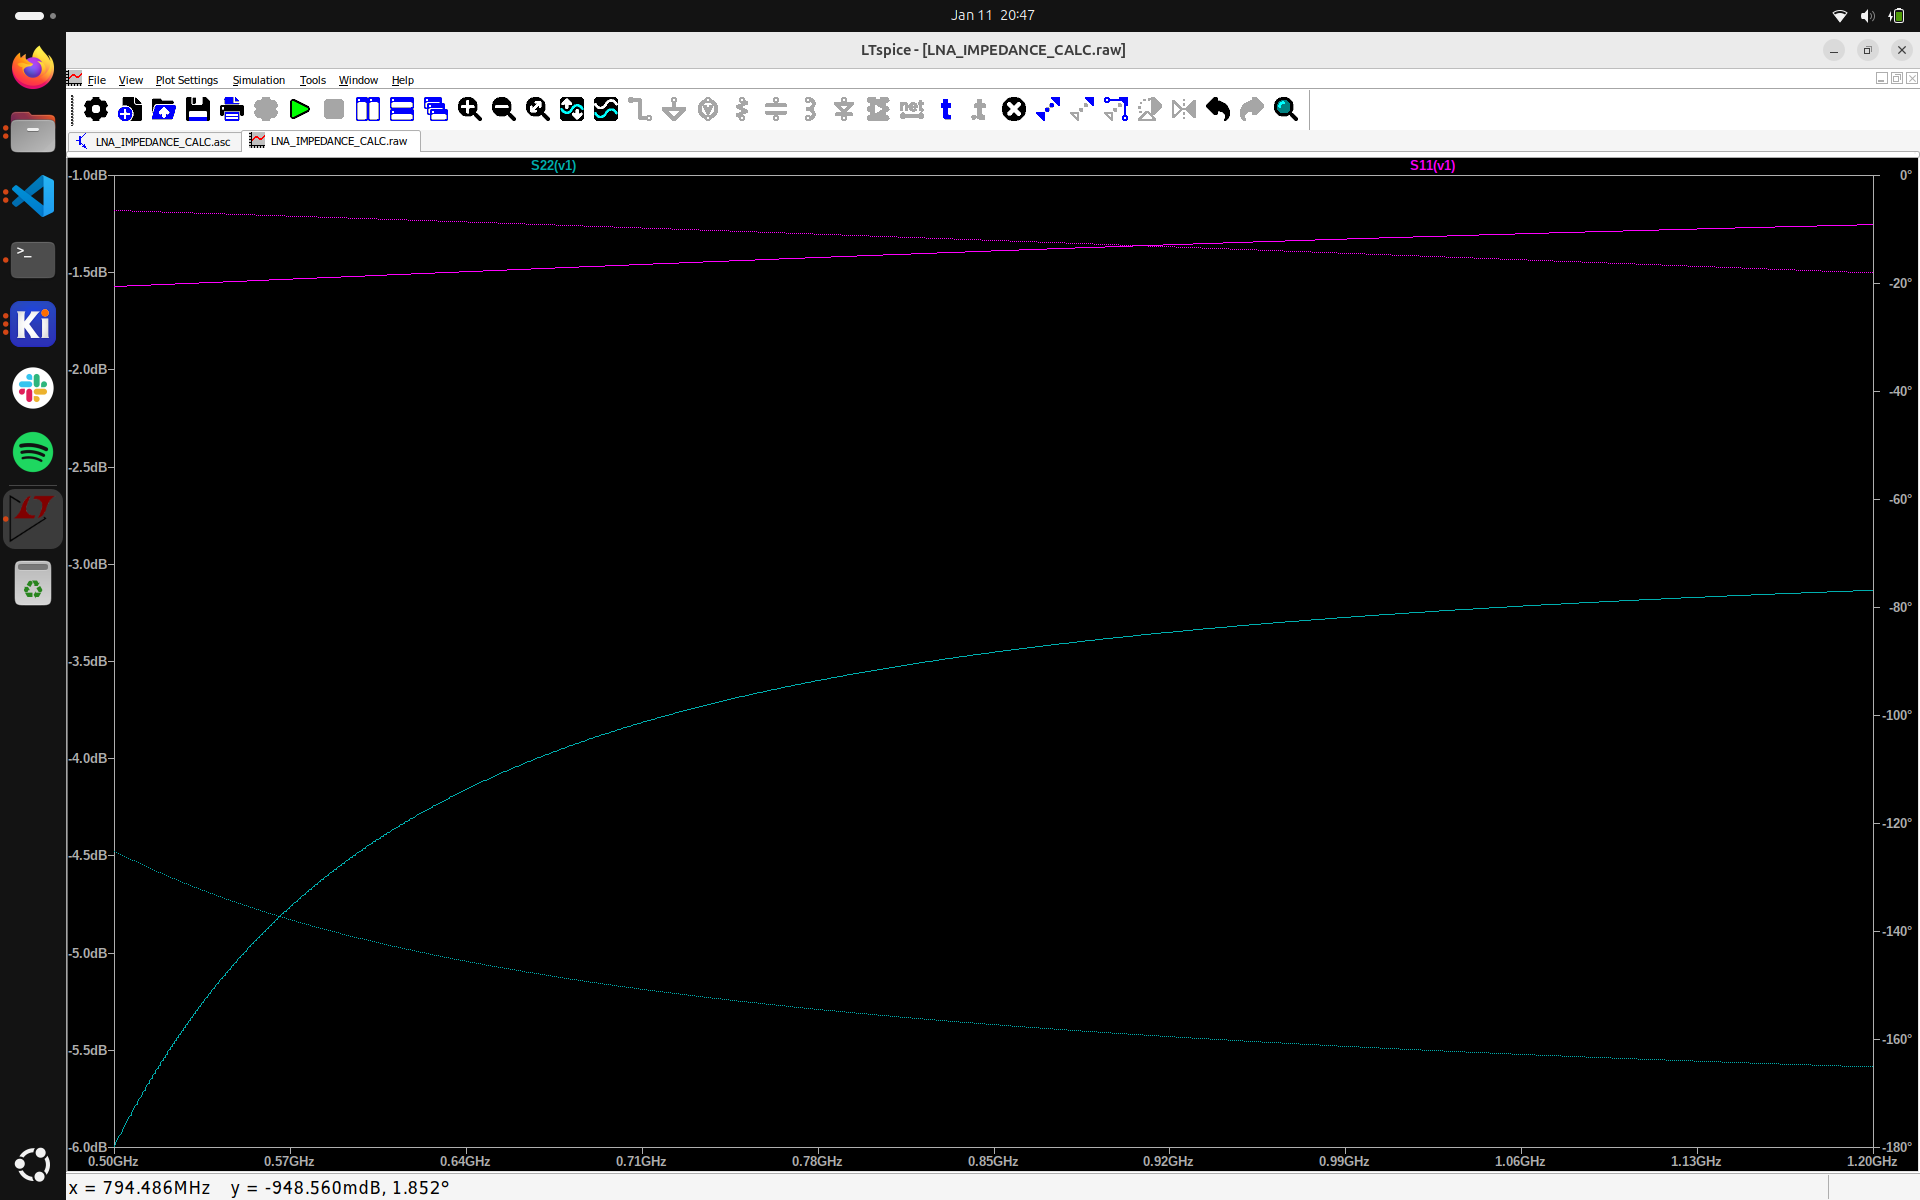 Jan 11 20:47
LTspice - [LNA_IMPEDANCE_CALC.raw]
File View Plot Settings Simulation Tools Window Help
net t t
LNA_IMPEDANCE_CALC.asc LNA_IMPEDANCE_CALC.raw
S22(v1) S11(v1)
-1.0dB 0°
-1.5dB
-20°
-2.0dB
-40°
-2.5dB
-60°
-3.0dB
-80°
-3.5dB
-100°
-4.0dB
-120°
-4.5dB
-140°
-5.0dB
-160°
-5.5dB
-6.0dB -180°
0.50GHz 0.57GHz 0.64GHz 0.71GHz 0.78GHz 0.85GHz 0.92GHz 0.99GHz 1.06GHz 1.13GHz 1.20GHz
x = 794.486MHz y = -948.560mdB, 1.852°
>_
Ki
LT